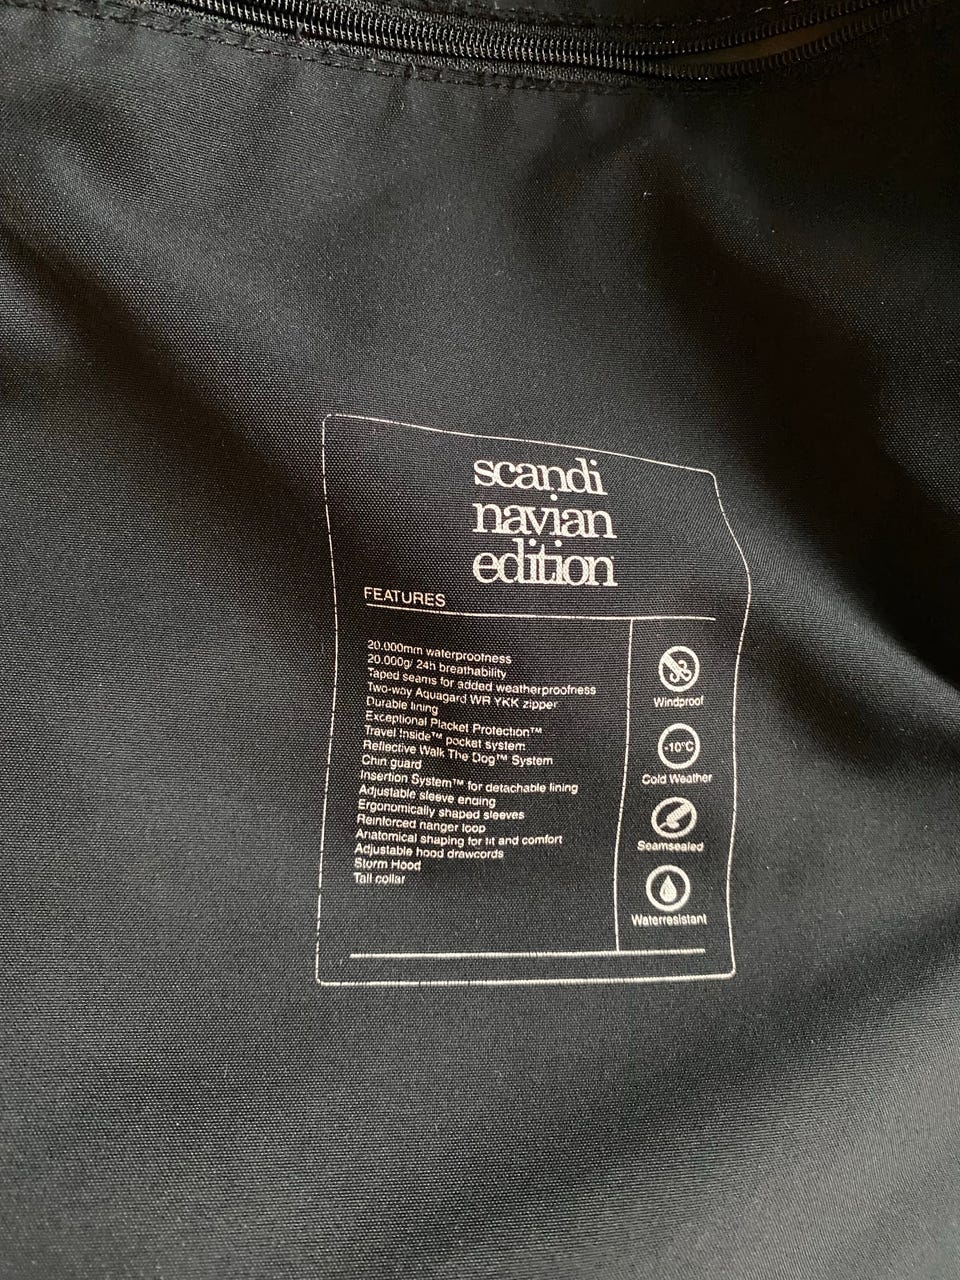 scandi
navian
edition
FEATURES
20.000mm waterproofness
20.000g/ 24h breathability
Taped seams for added weatherproofness
Two-way Aquagard WR YKK zipper
Durable lining
Exceptional Placket Protection™
Travel Inside™ pocket system
Reflective Walk The Dog™ System
Chin guard
Insertion System™ for detachable lining
Adjustable sleeve ending
Ergonomically shaped sleeves
Reinforced hanger loop
Anatomical shaping for fit and comfort
Adjustable hood drawcords
Storm Hood
Tall collar
Windproof
-10°C
Cold Weather
Seamsealed
Waterresistant